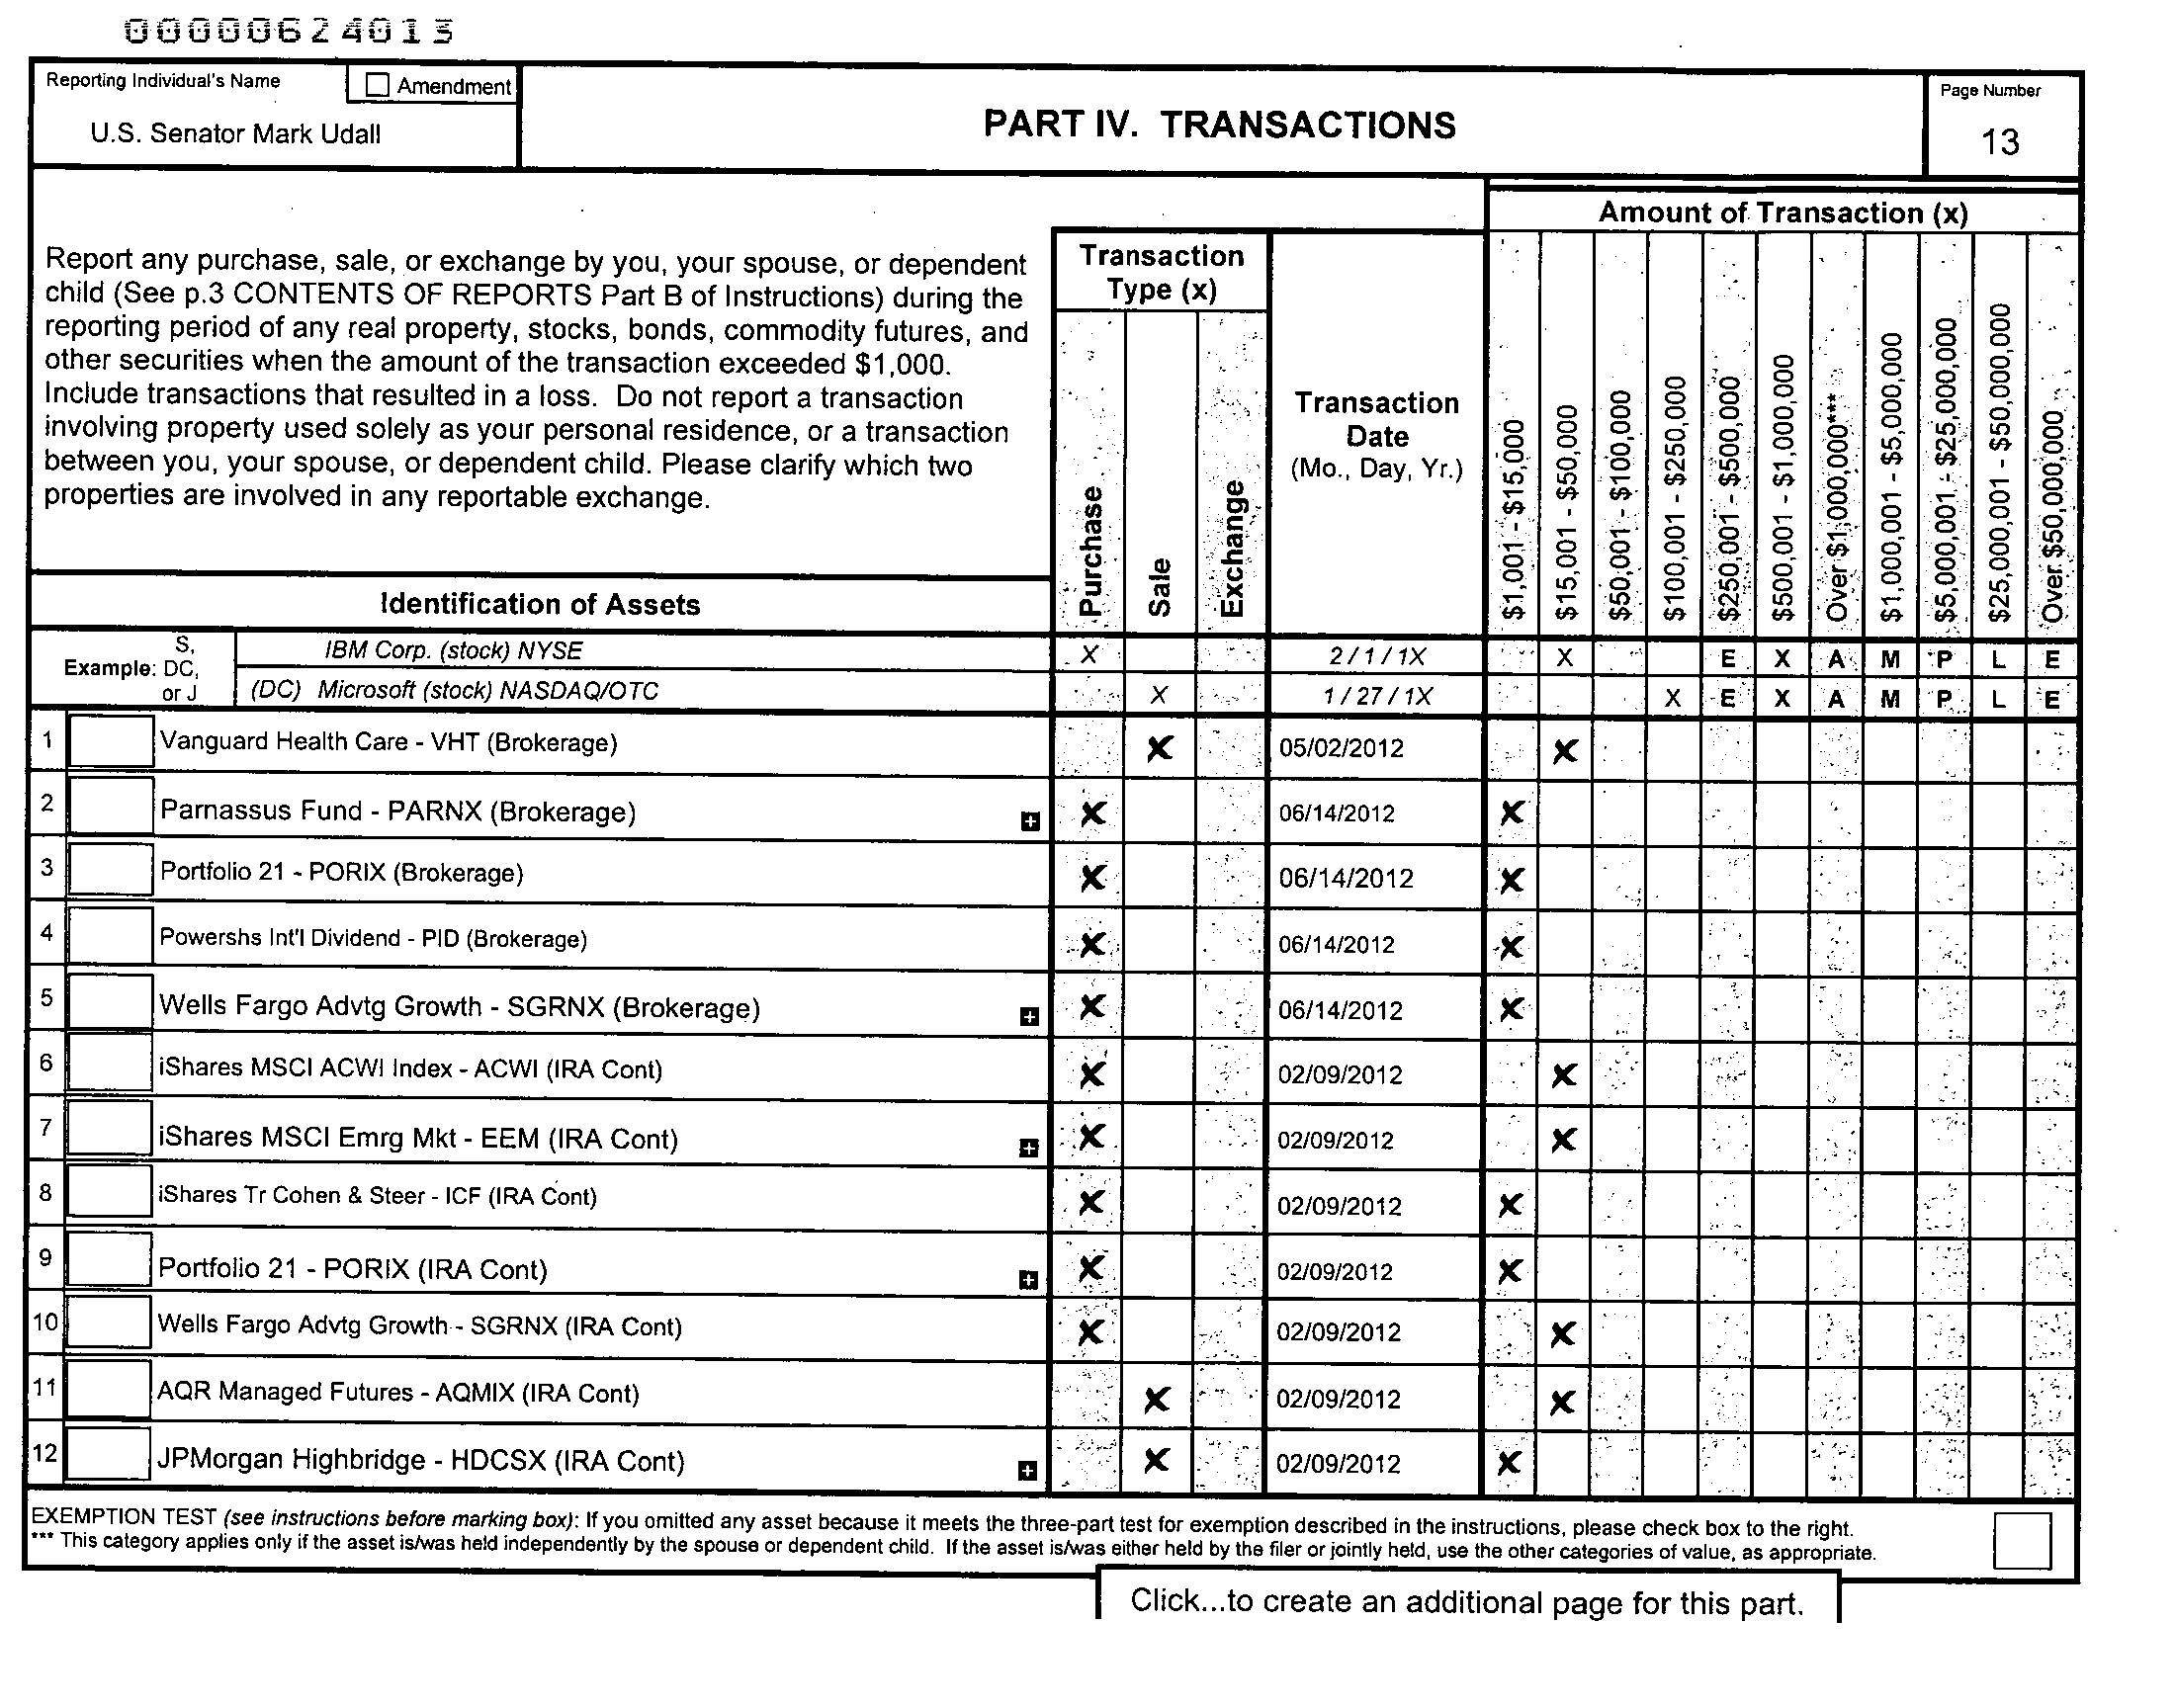 00000624013
Reporting Individual's Name
Amendment
U.S. Senator Mark Udall
PART IV. TRANSACTIONS
Page Number
13
Report any purchase, sale, or exchange by you, your spouse, or dependent
child (See p.3 CONTENTS OF REPORTS Part B of Instructions) during the
reporting period of any real property, stocks, bonds, commodity futures, and
other securities when the amount of the transaction exceeded $1,000.
Include transactions that resulted in a loss. Do not report a transaction
involving property used solely as your personal residence, or a transaction
between you, your spouse, or dependent child. Please clarify which two
properties are involved in any reportable exchange.
Identification of Assets
Transaction
Type (x)
Purchase
Sale
Exchange
Transaction
Date
(Mo., Day, Yr.)
Amount of Transaction (x)
$1,001 - $15,000
$15,001 - $50,000
$50,001 - $100,000
$100,001 - $250,000
$250,001 - $500,000
$500,001 - $1,000,000
Over $1,000,000***
$1,000,001 - $5,000,000
$5,000,001 - $25,000,000
$25,000,001 - $50,000,000
Over $50,000,000
Example: S, DC, or J
IBM Corp. (stock) NYSE X 2 / 1 / 1X X E X A M P L E
(DC) Microsoft (stock) NASDAQ/OTC X 1 / 27 / 1X X E X A M P L E
1 Vanguard Health Care - VHT (Brokerage) X 05/02/2012 X
2 Parnassus Fund - PARNX (Brokerage) + X 06/14/2012 X
3 Portfolio 21 - PORIX (Brokerage) X 06/14/2012 X
4 Powershs Int'l Dividend - PID (Brokerage) X 06/14/2012 X
5 Wells Fargo Advtg Growth - SGRNX (Brokerage) + X 06/14/2012 X
6 iShares MSCI ACWI Index - ACWI (IRA Cont) X 02/09/2012 X
7 iShares MSCI Emrg Mkt - EEM (IRA Cont) + X 02/09/2012 X
8 iShares Tr Cohen & Steer - ICF (IRA Cont) X 02/09/2012 X
9 Portfolio 21 - PORIX (IRA Cont) + X 02/09/2012 X
10 Wells Fargo Advtg Growth - SGRNX (IRA Cont) X 02/09/2012 X
11 AQR Managed Futures - AQMIX (IRA Cont) X 02/09/2012 X
12 JPMorgan Highbridge - HDCSX (IRA Cont) + X 02/09/2012 X
EXEMPTION TEST (see instructions before marking box): If you omitted any asset because it meets the three-part test for exemption described in the instructions, please check box to the right.
*** This category applies only if the asset is/was held independently by the spouse or dependent child. If the asset is/was either held by the filer or jointly held, use the other categories of value, as appropriate.
Click...to create an additional page for this part.